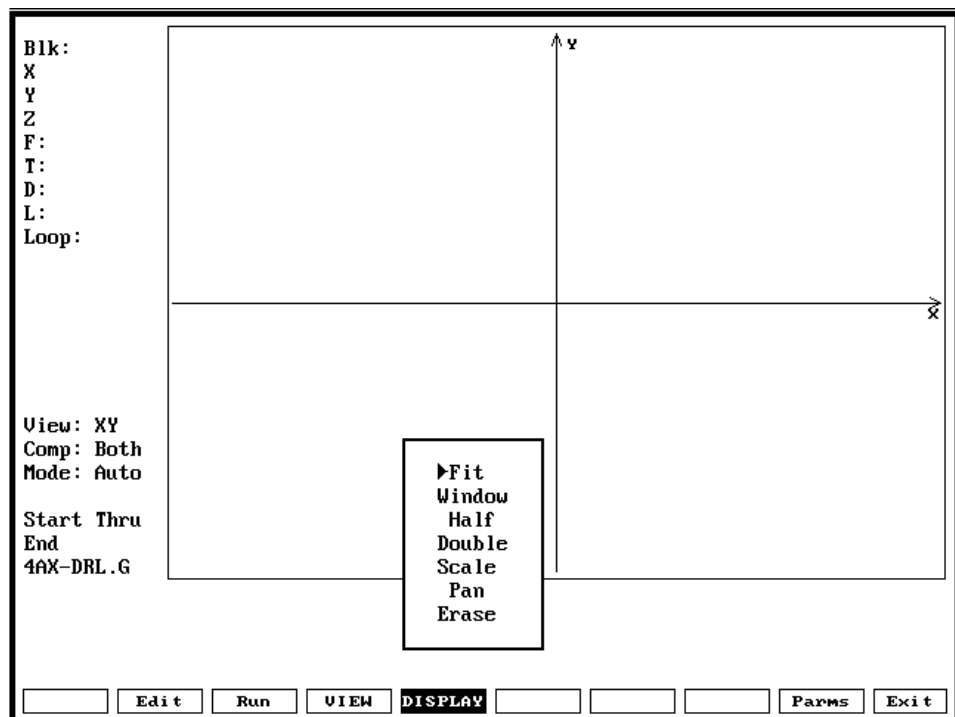 Blk:
X
Y
Z
F:
T:
D:
L:
Loop:
Y
X
View: XY
Comp: Both
Mode: Auto
Start Thru
End
4AX-DRL.G
Fit
Window
Half
Double
Scale
Pan
Erase
Edit Run VIEW DISPLAY Parms Exit